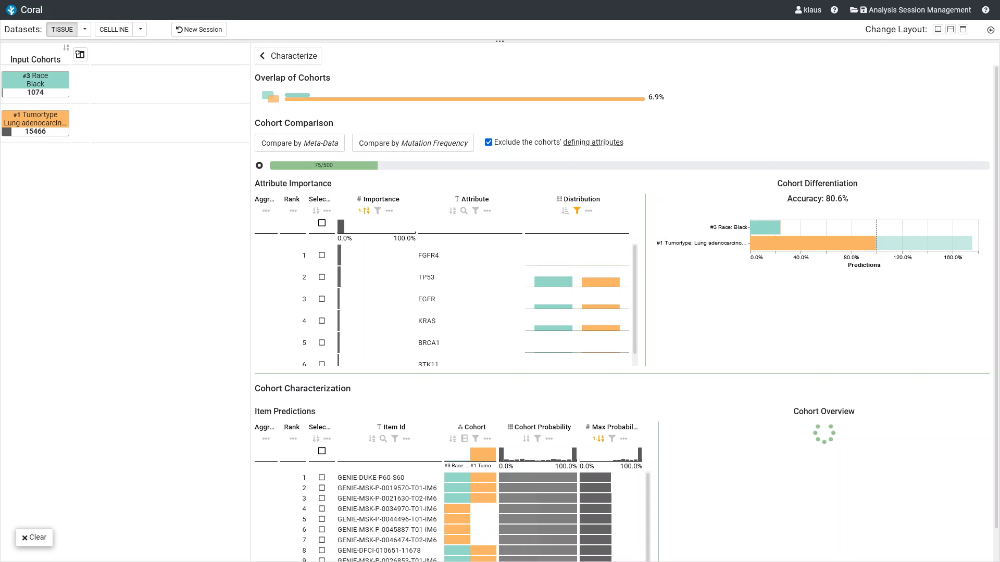 Coral
klaus
Analysis Session Management
Datasets: TISSUE CELLLINE New Session
Change Layout:
Input Cohorts
#3 Race
Black
1074
#1 Tumortype
Lung adenocarcin...
15466
Characterize
Overlap of Cohorts
6.9%
Cohort Comparison
Compare by Meta-Data
Compare by Mutation Frequency
Exclude the cohorts' defining attributes
75/500
Attribute Importance
Aggr... Rank Selec... # Importance Attribute Distribution
0.0% 100.0%
1 FGFR4
2 TP53
3 EGFR
4 KRAS
5 BRCA1
6 STK11
Cohort Differentiation
Accuracy: 80.6%
#3 Race: Black
#1 Tumortype: Lung adenocarcino...
0.0% 40.0% 80.0% 120.0% 160.0%
Predictions
Cohort Characterization
Item Predictions
Aggr... Rank Selec... Item Id Cohort Cohort Probability # Max Probabil...
#3 Race: ... #1 Tumo... 0.0% 100.0% 0.0% 100.0%
1 GENIE-DUKE-P60-S60
2 GENIE-MSK-P-0019570-T01-IM6
3 GENIE-MSK-P-0021630-T02-IM6
4 GENIE-MSK-P-0034970-T01-IM6
5 GENIE-MSK-P-0044496-T01-IM6
6 GENIE-MSK-P-0045887-T01-IM6
7 GENIE-MSK-P-0046474-T02-IM6
8 GENIE-DFCI-010651-11678
9 GENIE-MSK-P-0026853-T01-IM6
Cohort Overview
Clear